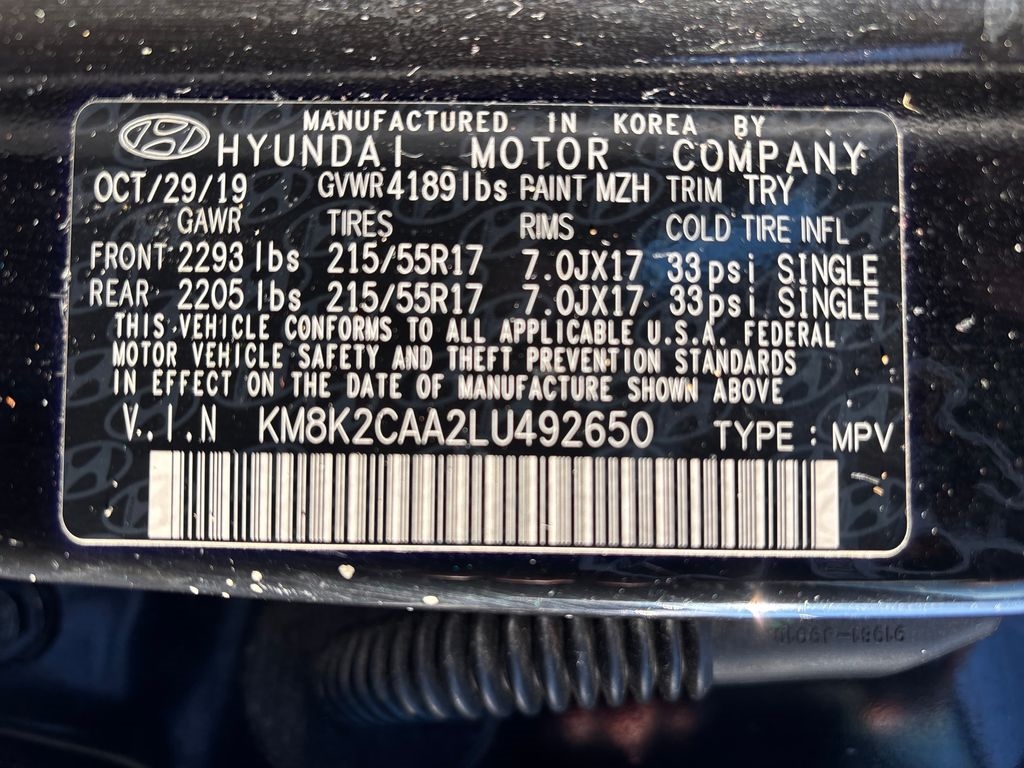 MANUFACTURED IN KOREA BY
HYUNDAI MOTOR COMPANY
OCT/29/19 GVWR 4189lbs PAINT MZH TRIM TRY
GAWR TIRES RIMS COLD TIRE INFL
FRONT 2293 lbs 215/55R17 7.0JX17 33psi SINGLE
REAR 2205 lbs 215/55R17 7.0JX17 33psi SINGLE
THIS VEHICLE CONFORMS TO ALL APPLICABLE U.S.A. FEDERAL
MOTOR VEHICLE SAFETY AND THEFT PREVENTION STANDARDS
IN EFFECT ON THE DATE OF MANUFACTURE SHOWN ABOVE
V.I.N KM8K2CAA2LU492650 TYPE : MPV